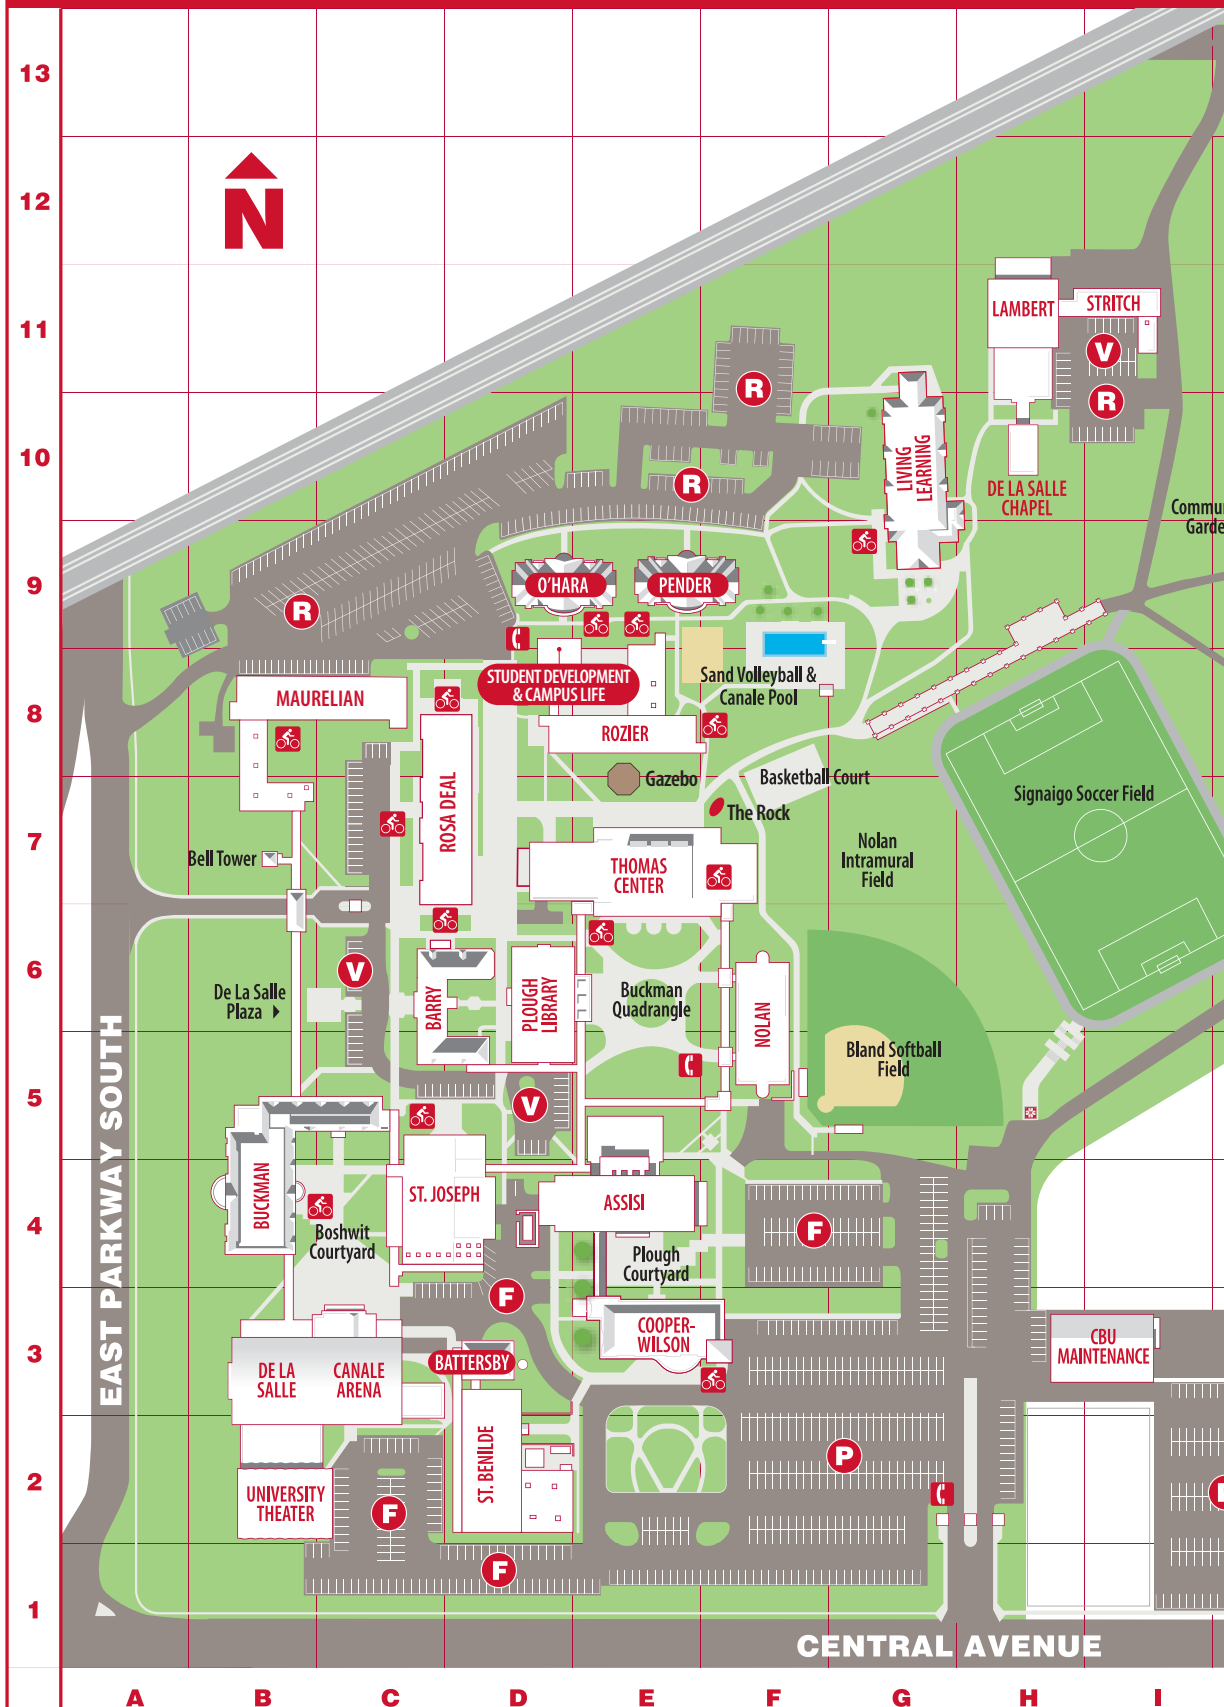 13
12
N
11
LAMBERT
STRITCH
V
R
R
10
LIVING
LEARNING
R
DE LA SALLE
CHAPEL
9
O'HARA
PENDER
R
STUDENT DEVELOPMENT
& CAMPUS LIFE
Sand Volleyball &
Canale Pool
8
MAURELIAN
ROZIER
Gazebo
Basketball Court
Signaigo Soccer Field
The Rock
7
ROSA DEAL
Bell Tower
THOMAS
CENTER
Nolan
Intramural
Field
6
V
BARRY
PLOUGH
LIBRARY
De La Salle
Plaza
Buckman
Quadrangle
NOLAN
Bland Softball
Field
5
V
EAST PARKWAY SOUTH
BUCKMAN
ST. JOSEPH
ASSISI
4
F
Boshwit
Courtyard
Plough
Courtyard
F
3
COOPER-
WILSON
CBU
MAINTENANCE
BATTERSBY
DE LA
SALLE
CANALE
ARENA
ST. BENILDE
P
2
UNIVERSITY
THEATER
F
F
1
CENTRAL AVENUE
A
B
C
D
E
F
G
H
I